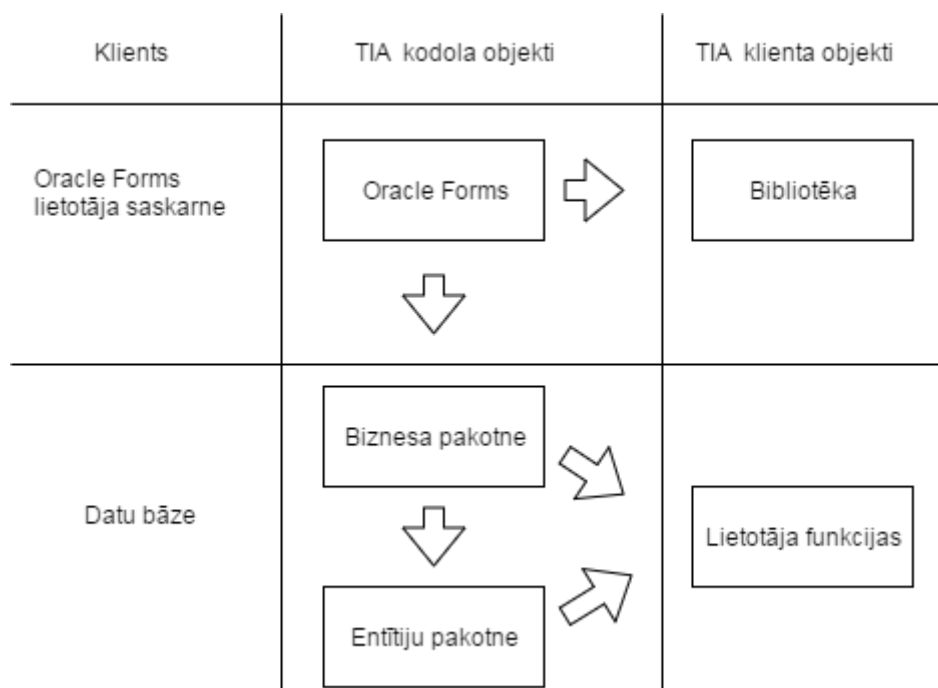 Klients
TIA kodola objekti
TIA klienta objekti
Oracle Forms
lietotāja saskarne
Oracle Forms
Bibliotēka
Datu bāze
Biznesa pakotne
Entītiju pakotne
Lietotāja funkcijas